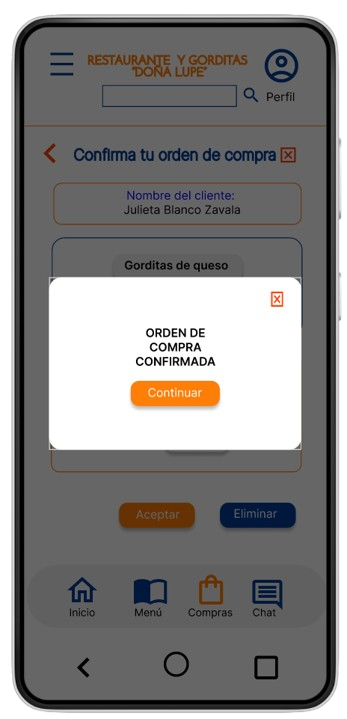 RESTAURANTE Y GORDITAS
"DOÑA LUPE"
Perfil
Confirma tu orden de compra
Nombre del cliente:
Julieta Blanco Zavala
Gorditas de queso
ORDEN DE
COMPRA
CONFIRMADA
Continuar
Aceptar
Eliminar
Inicio
Menú
Compras
Chat